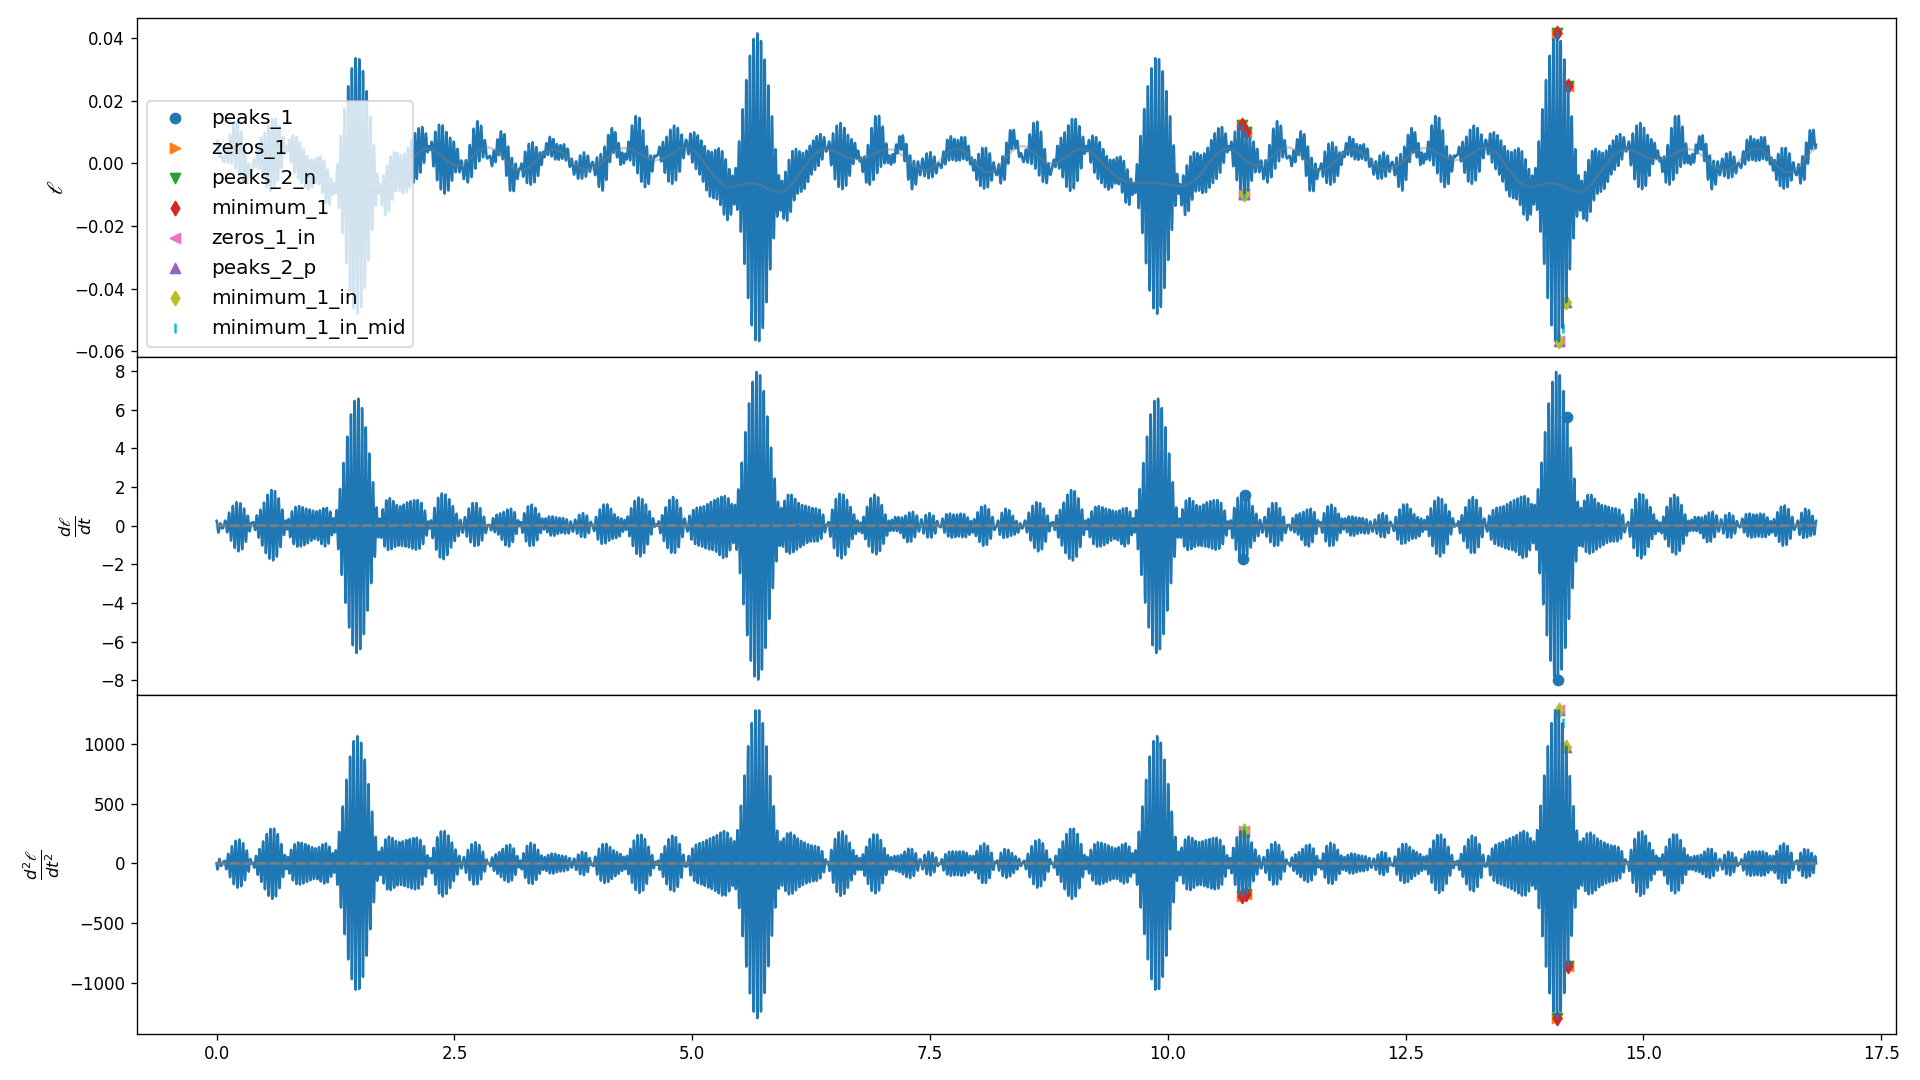 0.04
0.02
0.00
−0.02
−0.04
−0.06
ℓ
peaks_1
zeros_1
peaks_2_n
minimum_1
zeros_1_in
peaks_2_p
minimum_1_in
minimum_1_in_mid
8
6
4
2
0
−2
−4
−6
−8
dℓ/dt
1000
500
0
−500
−1000
d²ℓ/dt²
0.0 2.5 5.0 7.5 10.0 12.5 15.0 17.5